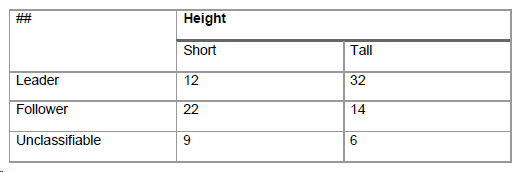 ## Height
Short Tall
Leader 12 32
Follower 22 14
Unclassifiable 9 6